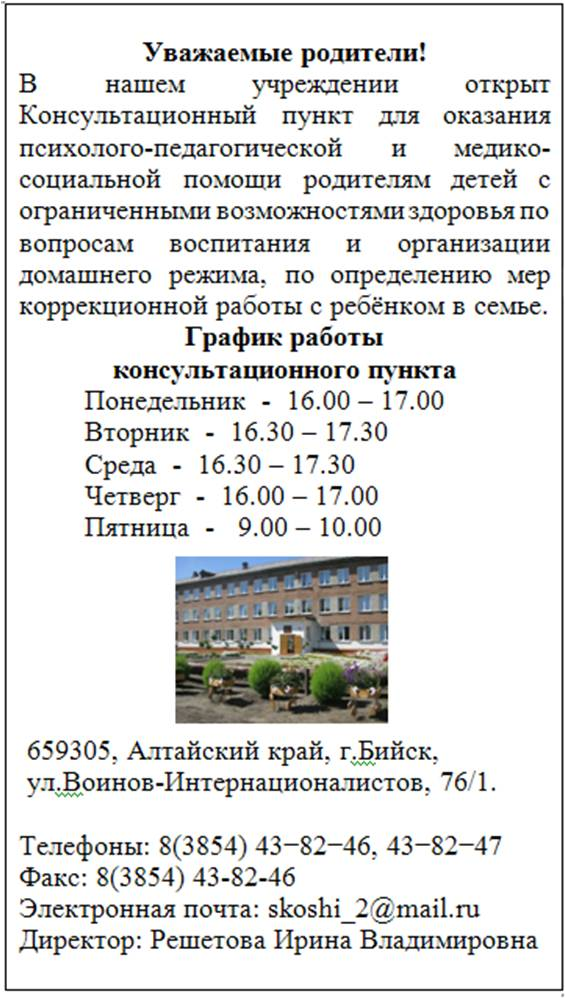 Уважаемые родители!
В нашем учреждении открыт
Консультационный пункт для оказания
психолого-педагогической и медико-
социальной помощи родителям детей с
ограниченными возможностями здоровья по
вопросам воспитания и организации
домашнего режима, по определению мер
коррекционной работы с ребёнком в семье.
График работы
консультационного пункта
Понедельник - 16.00 – 17.00
Вторник - 16.30 – 17.30
Среда - 16.30 – 17.30
Четверг - 16.00 – 17.00
Пятница - 9.00 – 10.00
659305, Алтайский край, г.Бийск,
ул.Воинов-Интернационалистов, 76/1.
Телефоны: 8(3854) 43−82−46, 43−82−47
Факс: 8(3854) 43-82-46
Электронная почта: skoshi_2@mail.ru
Директор: Решетова Ирина Владимировна